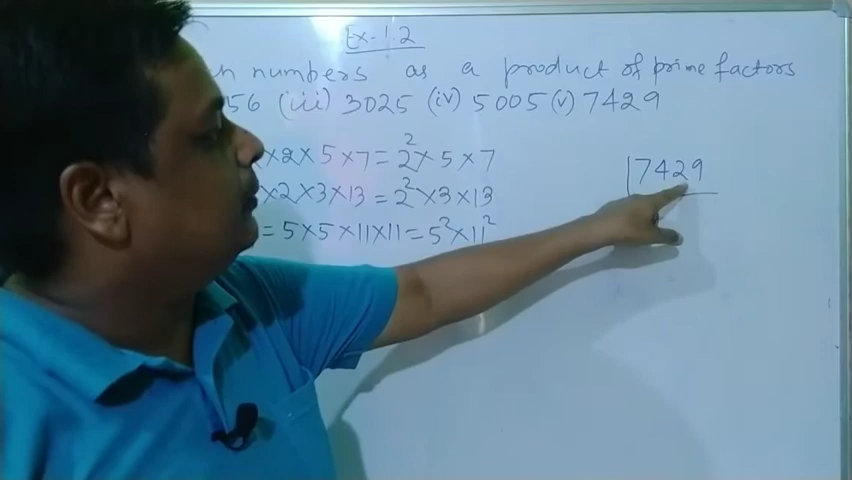 Ex-1.2
numbers as a product of prime factors
56 (iii) 3025 (iv) 5005 (v) 7429
×2×5×7=2²×5×7
×2×3×13=2²×3×13
=5×5×11×11=5²×11²
7429